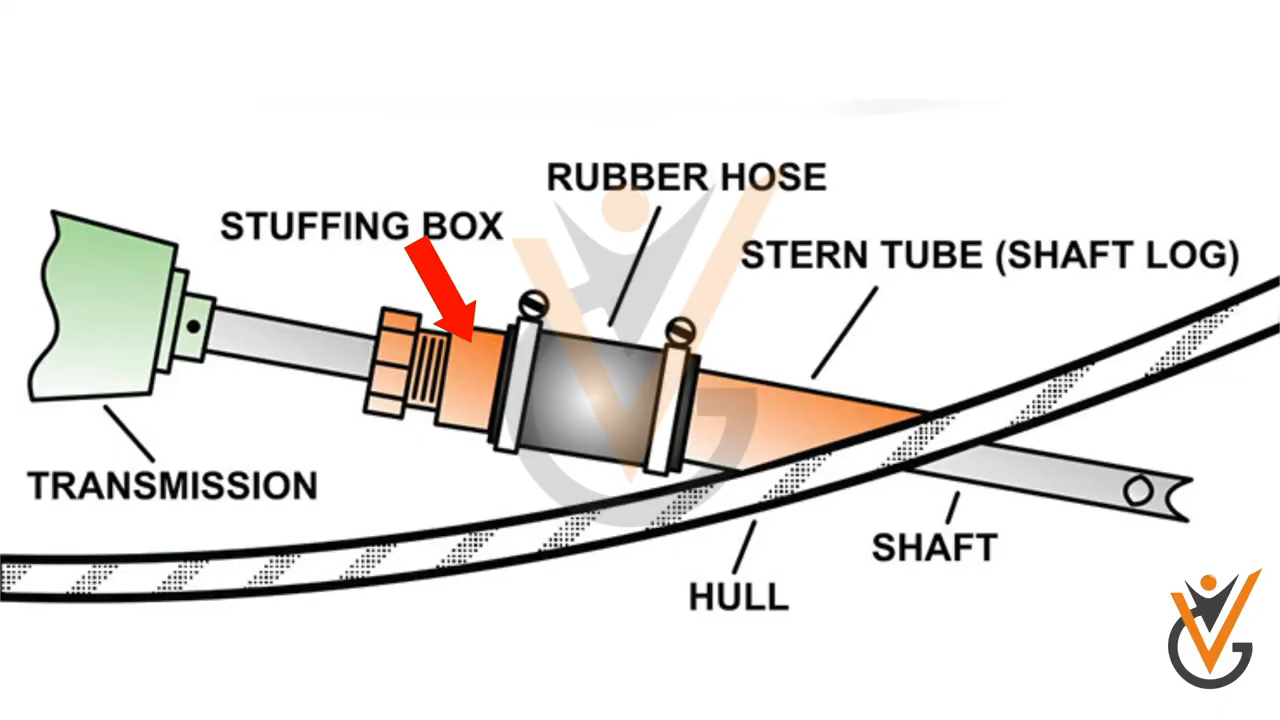 RUBBER HOSE
STUFFING BOX
STERN TUBE (SHAFT LOG)
TRANSMISSION
SHAFT
HULL